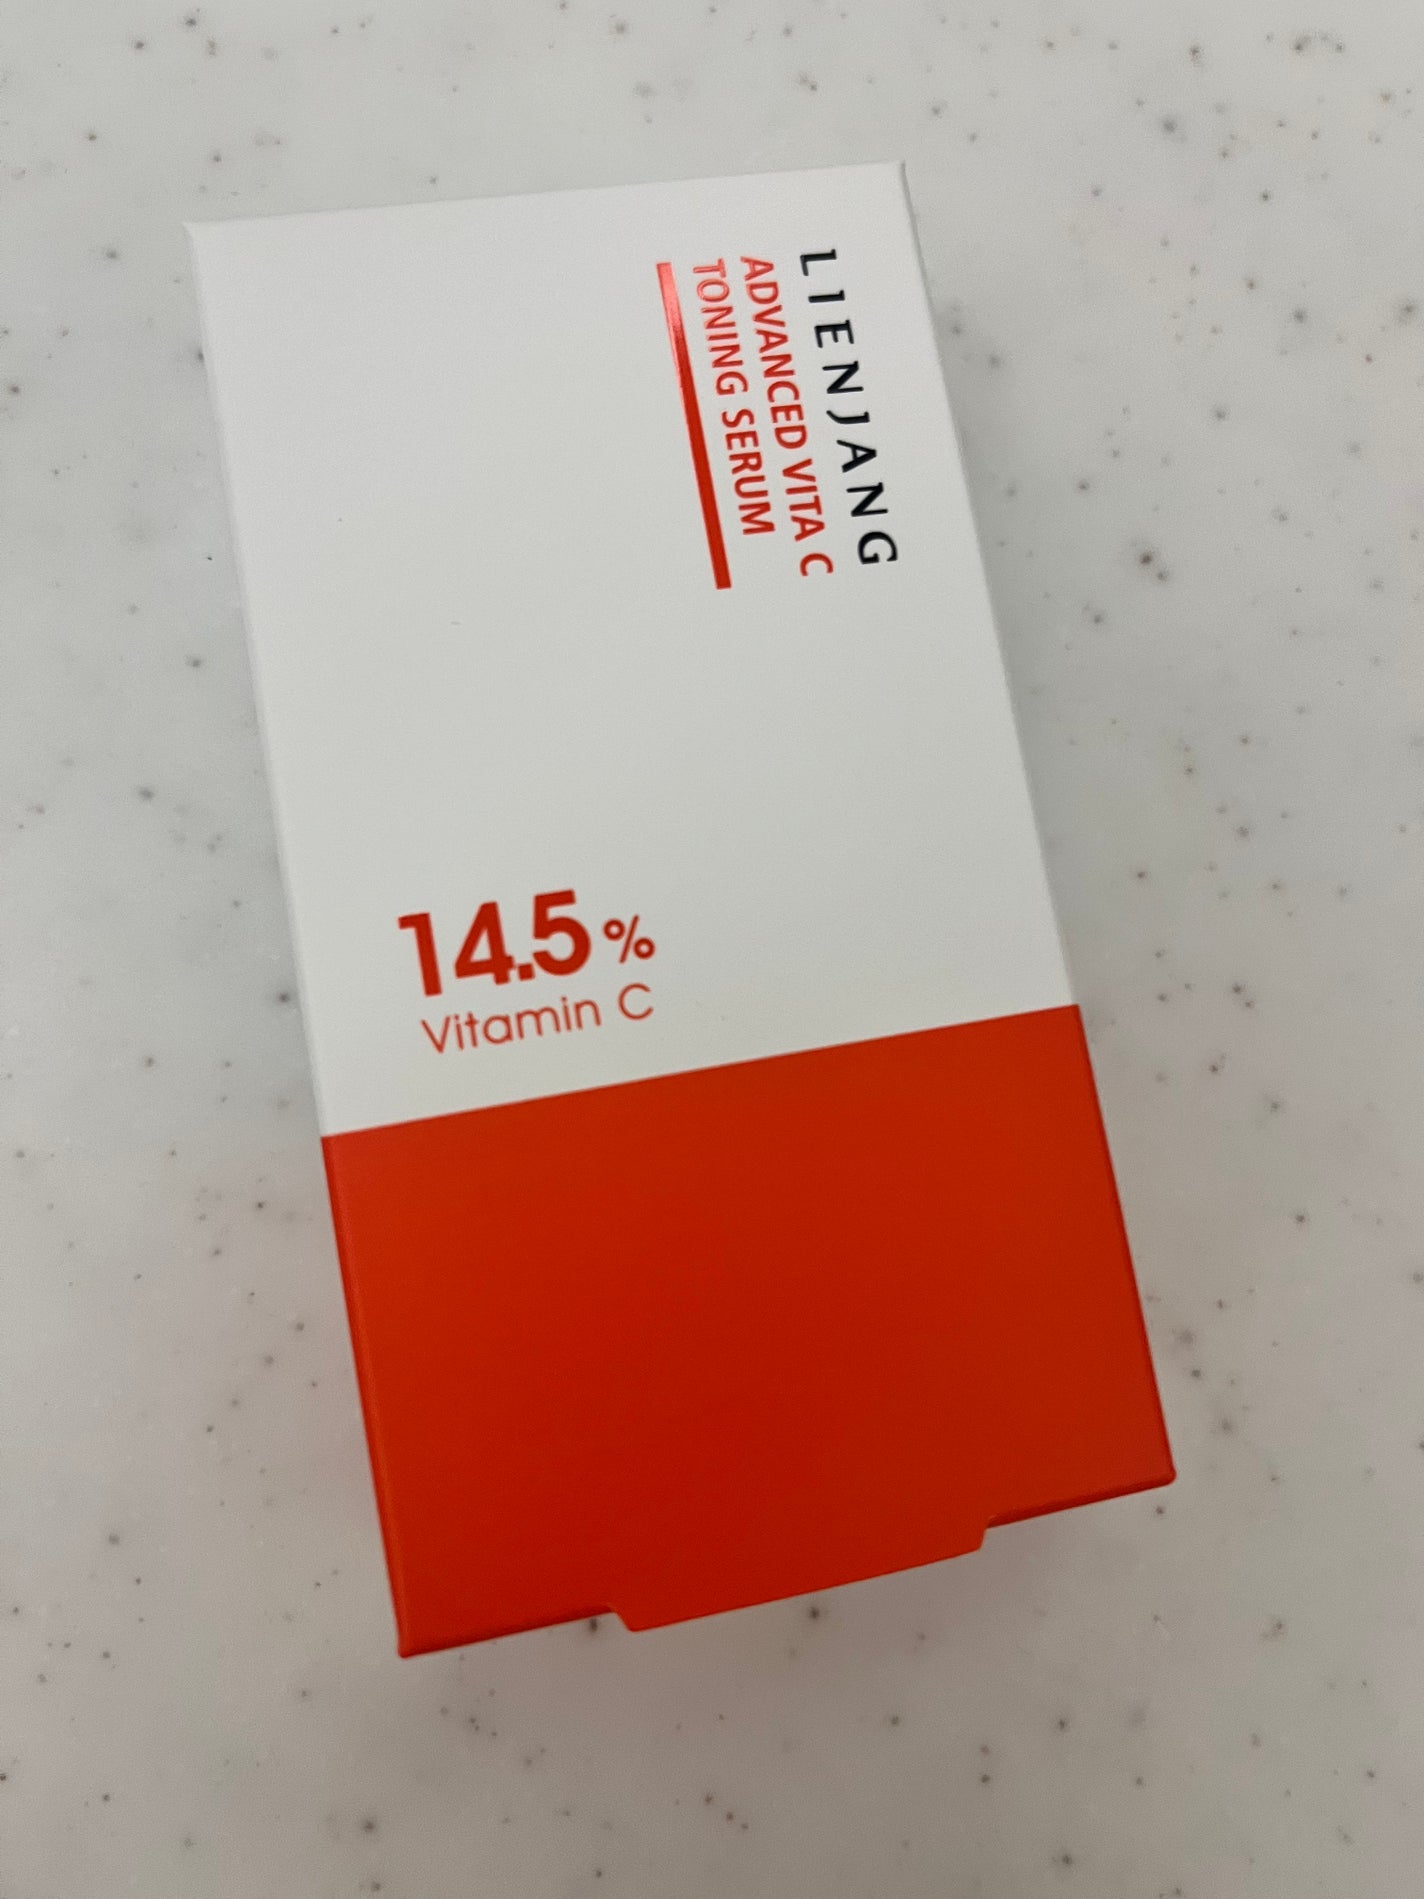 LIENJANG
ADVANCED VITA C
TONING SERUM
14.5%
Vitamin C